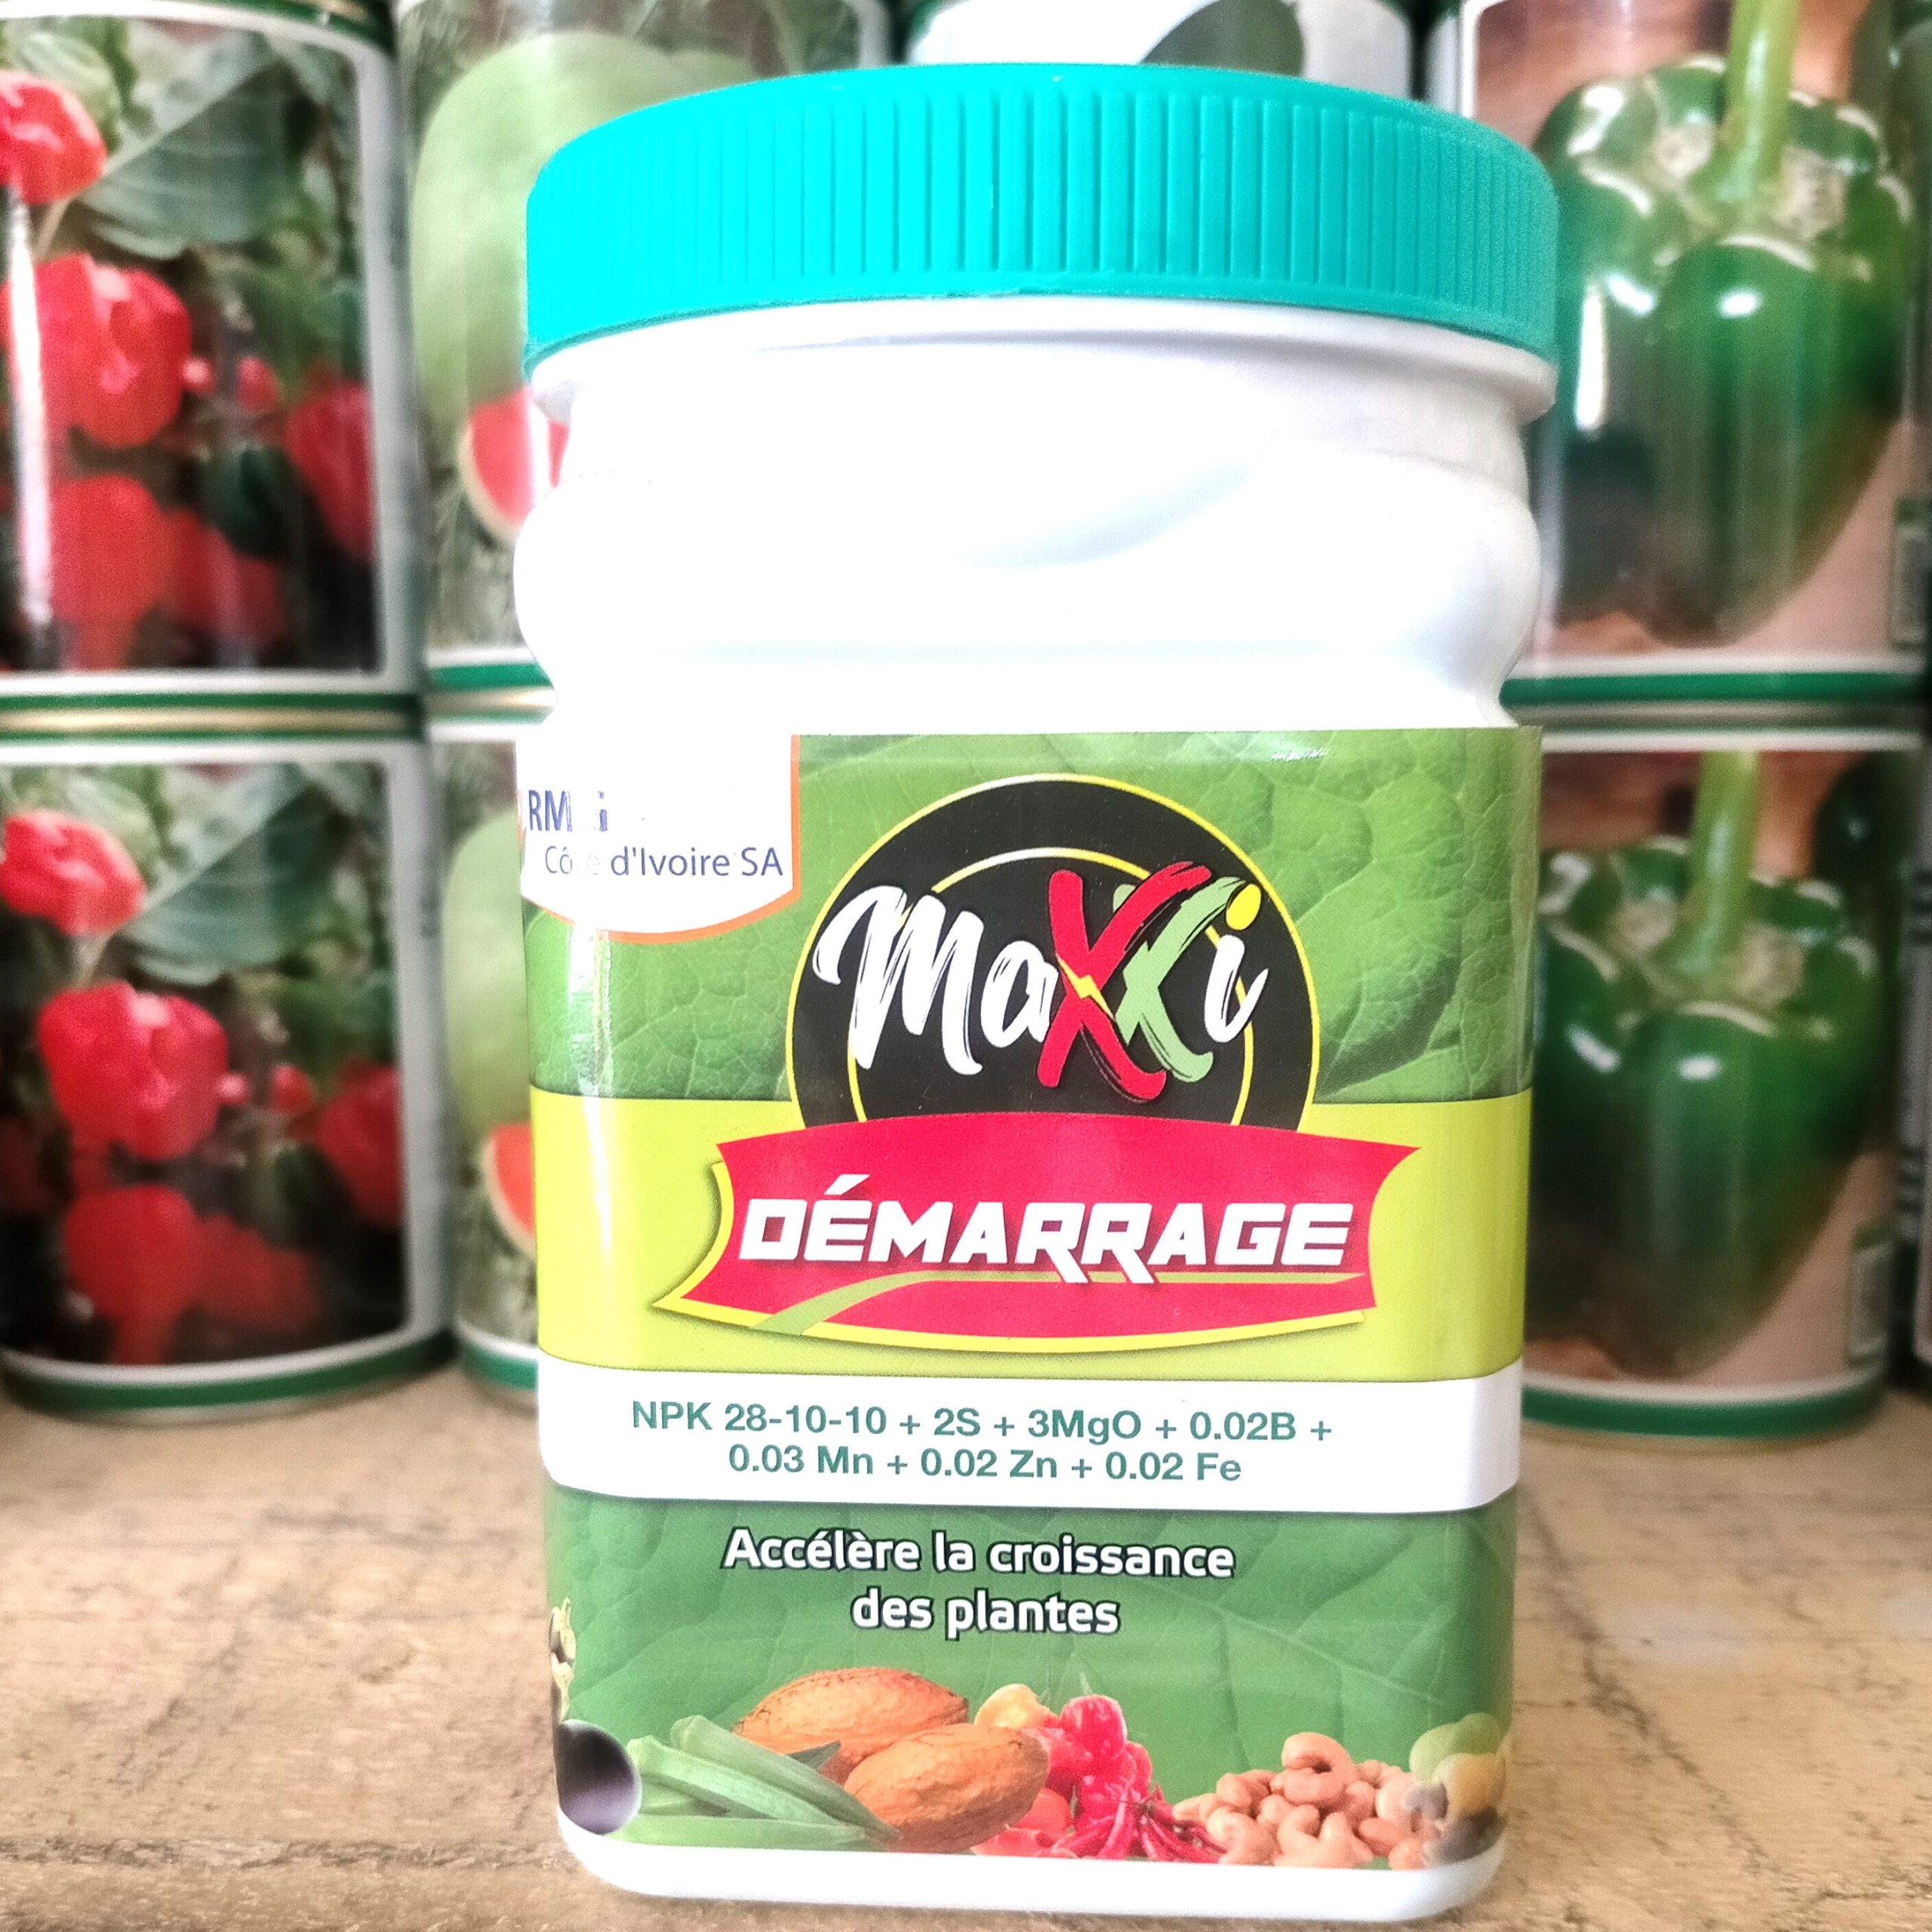 Côte d'Ivoire SA
MaXXi
DÉMARRAGE
NPK 28-10-10 + 2S + 3MgO + 0.02B +
0.03 Mn + 0.02 Zn + 0.02 Fe
Accélère la croissance
des plantes